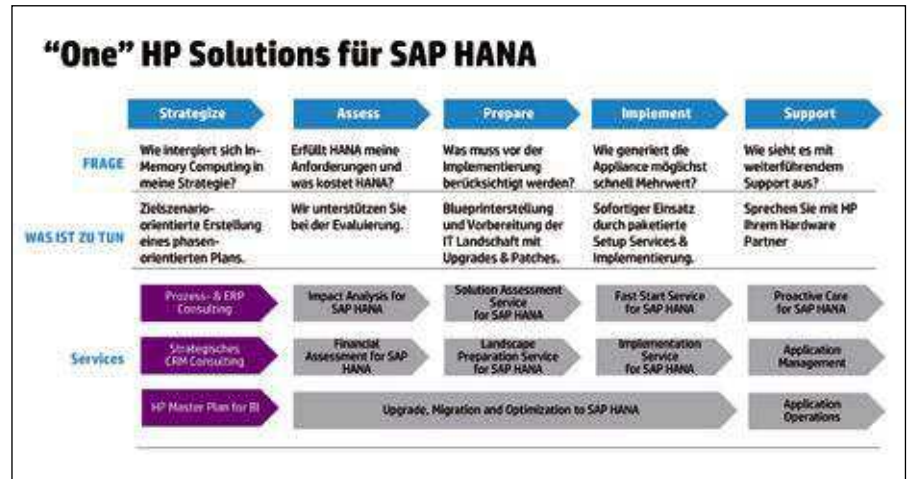 “One” HP Solutions für SAP HANA
Strategize
Assess
Prepare
Implement
Support
FRAGE
Wie intergiert sich In-
Memory Computing in
meine Strategie?
Erfüllt HANA meine
Anforderungen und
was kostet HANA?
Was muss vor der
Implementierung
berücksichtigt werden?
Wie generiert die
Appliance möglichst
schnell Mehrwert?
Wie sieht es mit
weiterführendem
Support aus?
WAS IST ZU TUN
Zielszenario-
orientierte Erstellung
eines phasen-
orientierten Plans.
Wir unterstützen Sie
bei der Evaluierung.
Blueprinterstellung
und Vorbereitung der
IT Landschaft mit
Upgrades & Patches.
Sofortiger Einsatz
durch paketierte
Setup Services &
Implementierung.
Sprechen Sie mit HP
Ihrem Hardware
Partner
Services
Prozess- & ERP
Consulting
Impact Analysis for
SAP HANA
Solution Assessment
Service
for SAP HANA
Fast Start Service
for SAP HANA
Proactive Care
for SAP HANA
Strategisches
CRM Consulting
Financial
Assessment for SAP
HANA
Landscape
Preparation Service
for SAP HANA
Implementation
Service
for SAP HANA
Application
Management
HP Master Plan for BI
Upgrade, Migration and Optimization to SAP HANA
Application
Operations